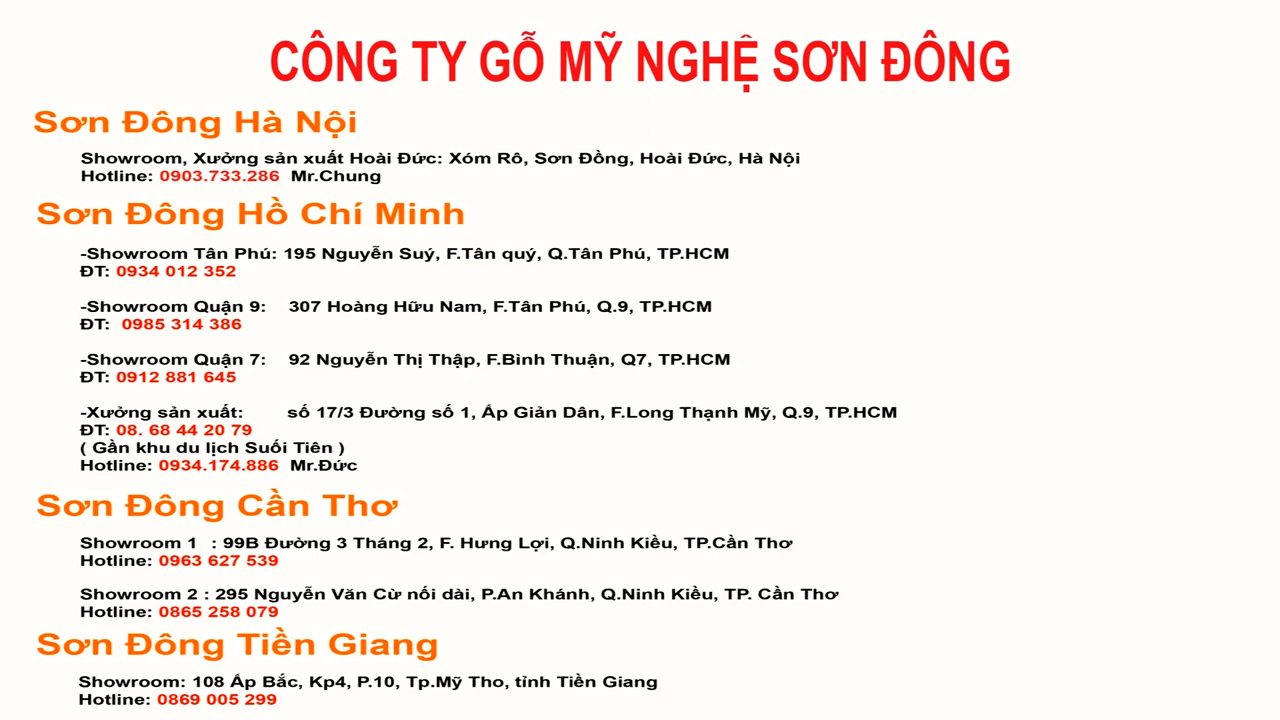 CÔNG TY GỖ MỸ NGHỆ SƠN ĐÔNG
Sơn Đông Hà Nội
Showroom, Xưởng sản xuất Hoài Đức: Xóm Rô, Sơn Đồng, Hoài Đức, Hà Nội
Hotline: 0903.733.286 Mr.Chung
Sơn Đông Hồ Chí Minh
-Showroom Tân Phú: 195 Nguyễn Suý, F.Tân quý, Q.Tân Phú, TP.HCM
ĐT: 0934 012 352
-Showroom Quận 9: 307 Hoàng Hữu Nam, F.Tân Phú, Q.9, TP.HCM
ĐT: 0985 314 386
-Showroom Quận 7: 92 Nguyễn Thị Thập, F.Bình Thuận, Q7, TP.HCM
ĐT: 0912 881 645
-Xưởng sản xuất: số 17/3 Đường số 1, Ấp Giản Dân, F.Long Thạnh Mỹ, Q.9, TP.HCM
ĐT: 08. 68 44 20 79
( Gần khu du lịch Suối Tiên )
Hotline: 0934.174.886 Mr.Đức
Sơn Đông Cần Thơ
Showroom 1 : 99B Đường 3 Tháng 2, F. Hưng Lợi, Q.Ninh Kiều, TP.Cần Thơ
Hotline: 0963 627 539
Showroom 2 : 295 Nguyễn Văn Cừ nối dài, P.An Khánh, Q.Ninh Kiều, TP. Cần Thơ
Hotline: 0865 258 079
Sơn Đông Tiền Giang
Showroom: 108 Ấp Bắc, Kp4, P.10, Tp.Mỹ Tho, tỉnh Tiền Giang
Hotline: 0869 005 299